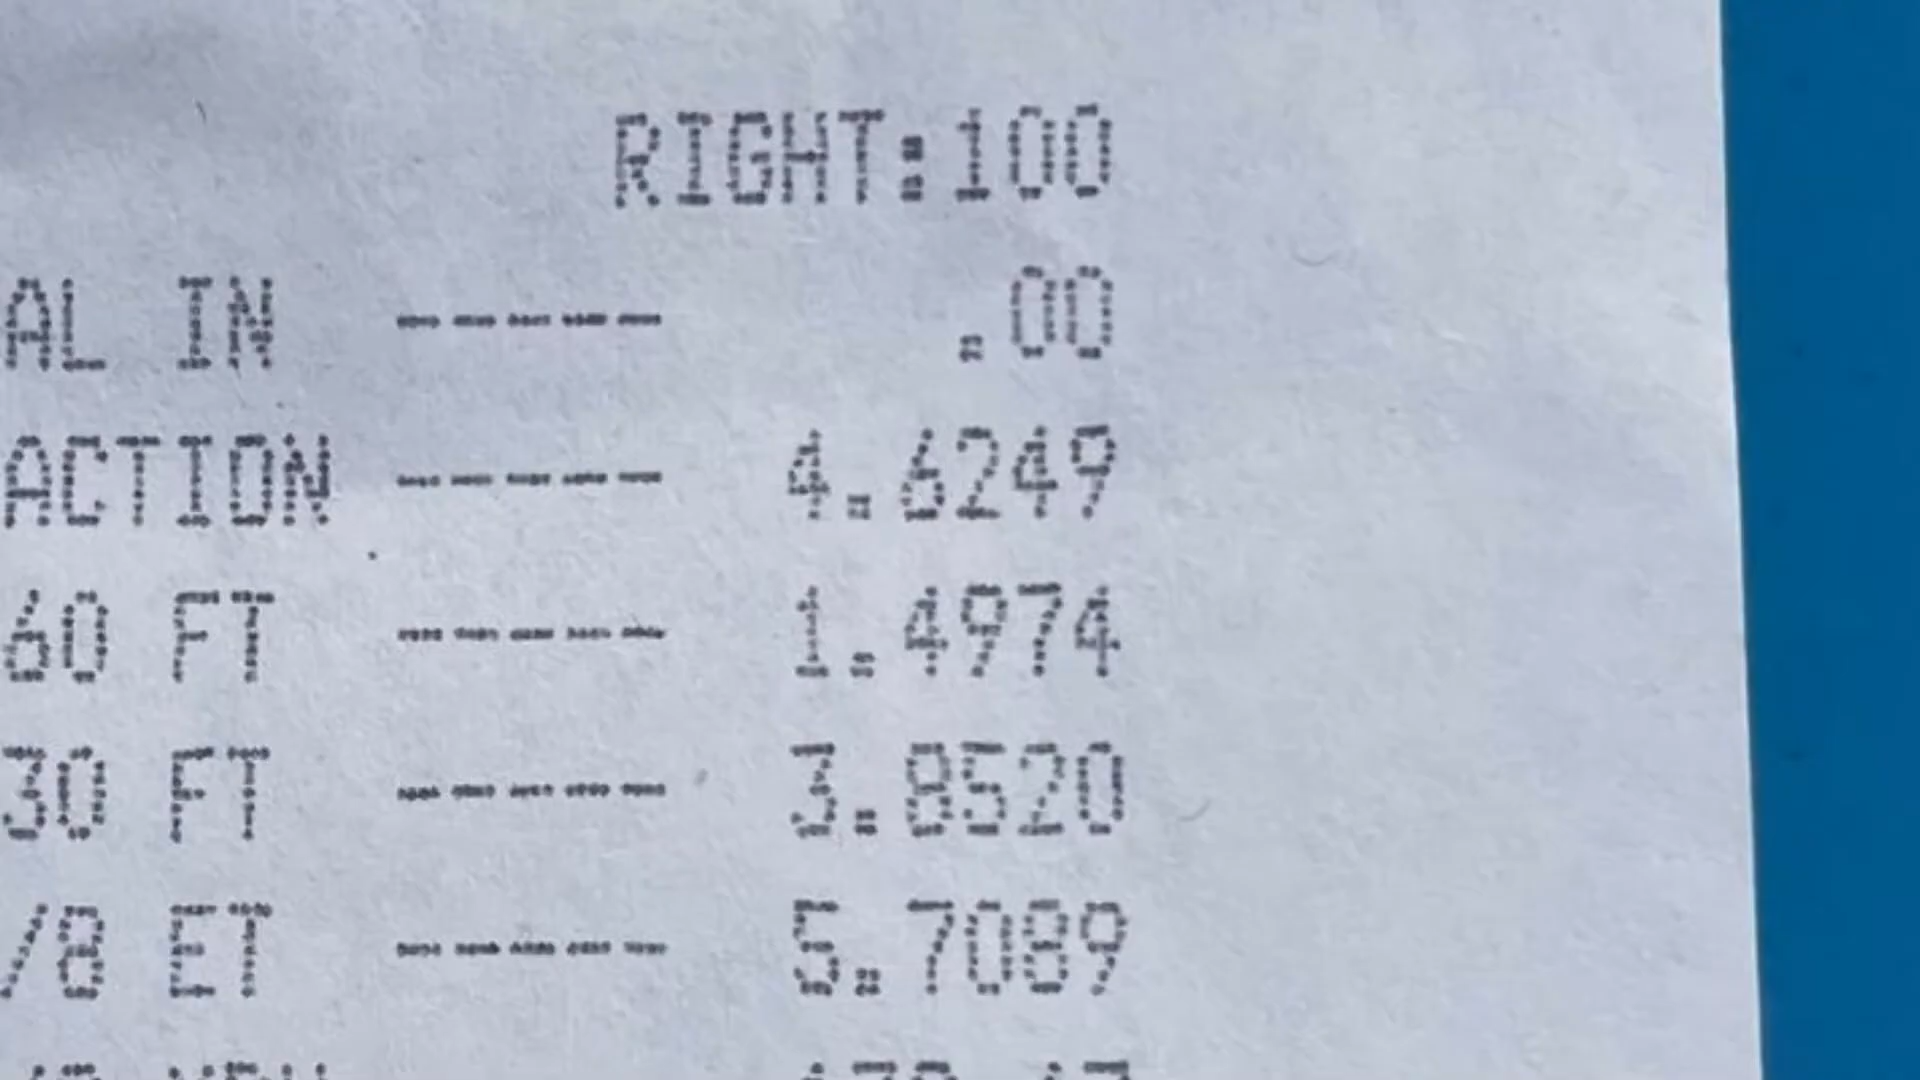 RIGHT:100
AL IN ----- .00
ACTION ----- 4.6249
60 FT ----- 1.4974
30 FT ----- 3.8520
/8 ET ----- 5.7089